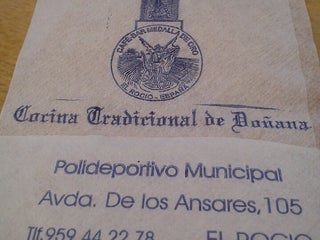 CAFE-BAR MEDALLA DE ORO
EL ROCIO - ESPAÑA
Cocina Tradicional de Doñana
Polideportivo Municipal
Avda. De los Ansares, 105
Tlf. 959 44 22 78 EL ROCIO